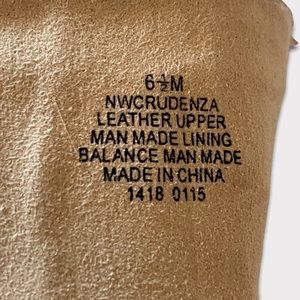 6½M
NWCRUDENZA
LEATHER UPPER
MAN MADE LINING
BALANCE MAN MADE
MADE IN CHINA
1418 0115